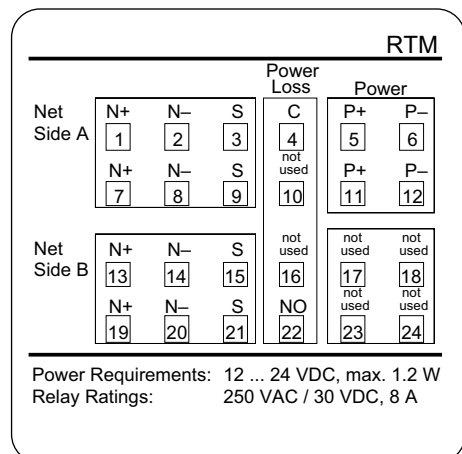 RTM
Power
Loss Power
Net Side A N+ N– S C P+ P–
1 2 3 4 5 6
not
used
N+ N– S P+ P–
7 8 9 10 11 12
Net Side B N+ N– S not used not used not used
13 14 15 16 17 18
not used not used
N+ N– S NO
19 20 21 22 23 24
Power Requirements: 12 ... 24 VDC, max. 1.2 W
Relay Ratings: 250 VAC / 30 VDC, 8 A